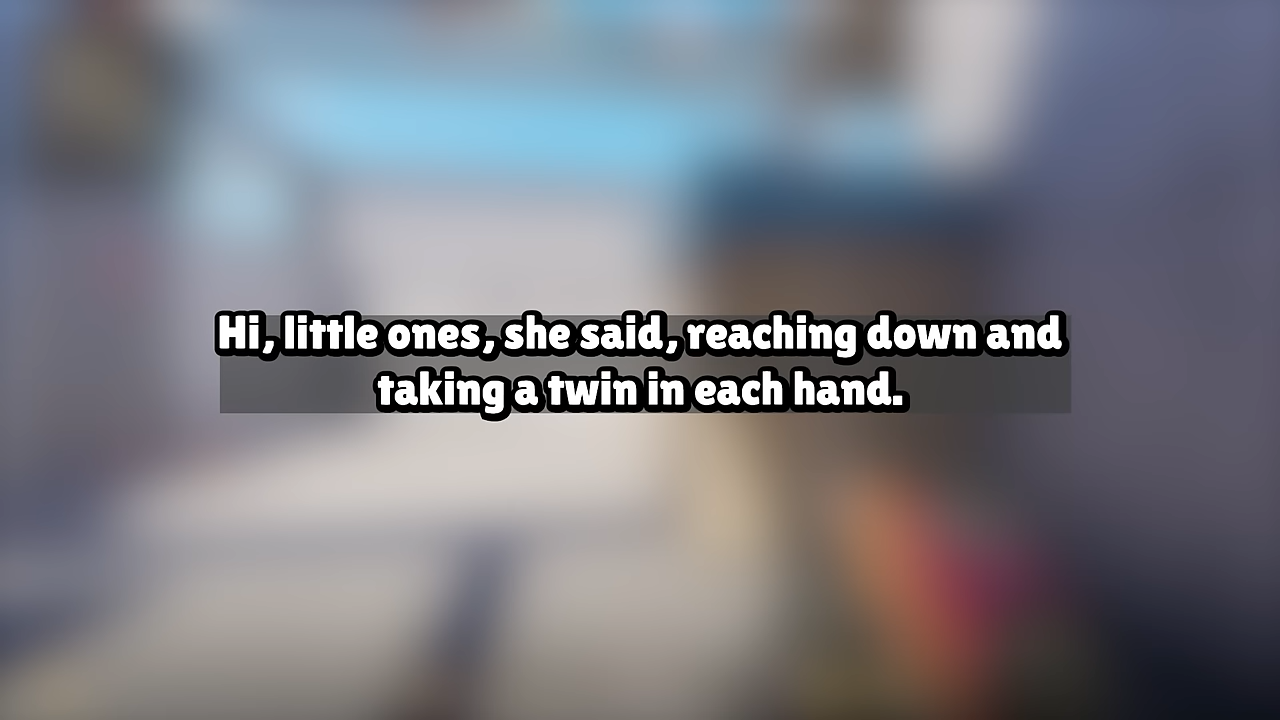 Hi, little ones, she said, reaching down and
taking a twin in each hand.